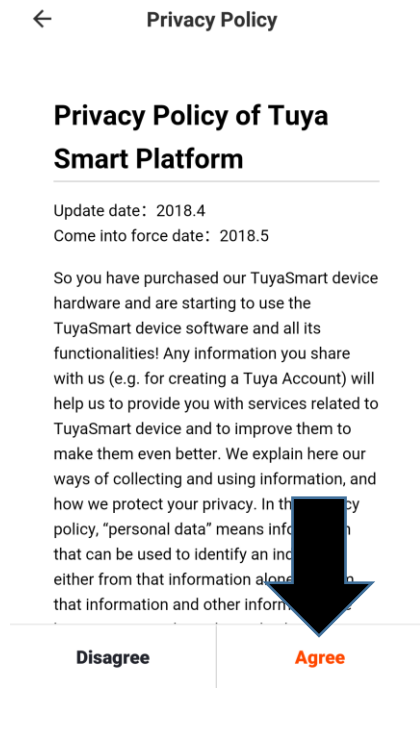 Privacy Policy
Privacy Policy of Tuya
Smart Platform
Update date：2018.4
Come into force date：2018.5
So you have purchased our TuyaSmart device
hardware and are starting to use the
TuyaSmart device software and all its
functionalities! Any information you share
with us (e.g. for creating a Tuya Account) will
help us to provide you with services related to
TuyaSmart device and to improve them to
make them even better. We explain here our
ways of collecting and using information, and
how we protect your privacy. In
policy, “personal data” means
that can be used to identify an
either from that information
that information and other
Disagree
Agree